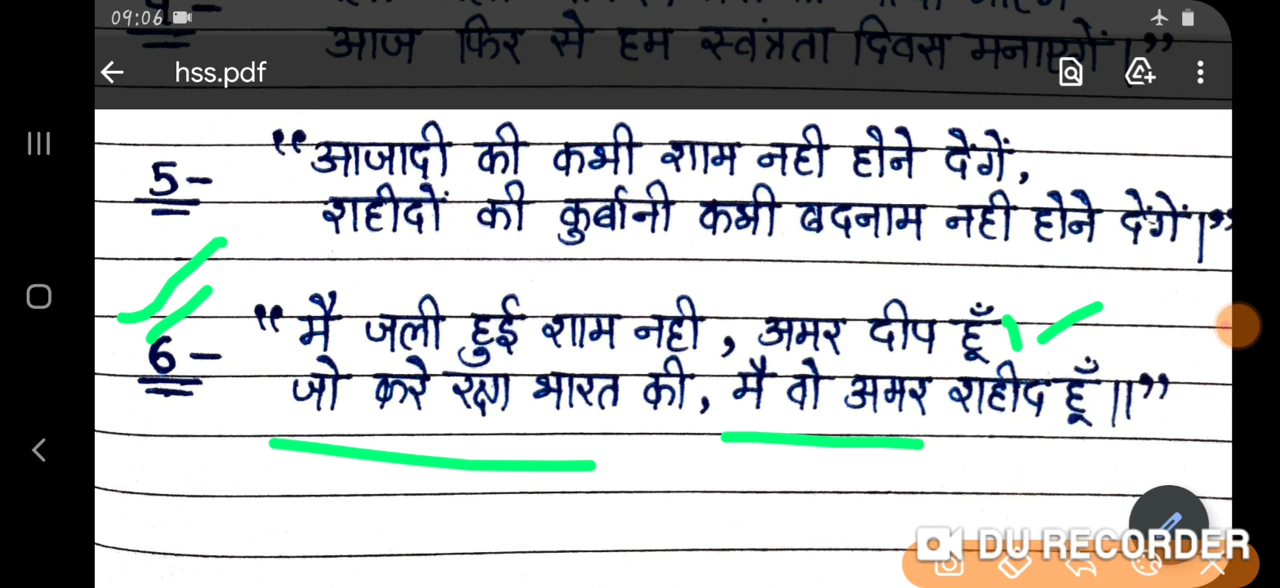 09:06
आज फिर से हम स्वंत्रता दिवस मनाएगें।”
hss.pdf
5- “आजादी की कभी शाम नही होने देंगें,
शहीदों की कुर्बानी कभी बदनाम नही होने देंगें।”
6- “मै जली हुई शाम नही, अमर दीप हूँ।
जो करे रक्षा भारत की, मै वो अमर शहीद हूँ॥”
DU RECORDER